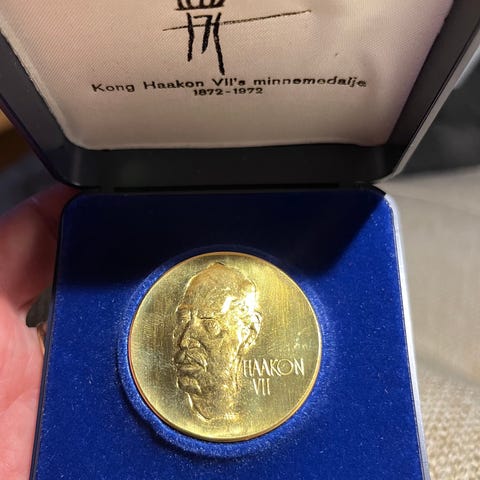 Kong Haakon VII's minnemedalje
1872-1972
HAAKON
VII